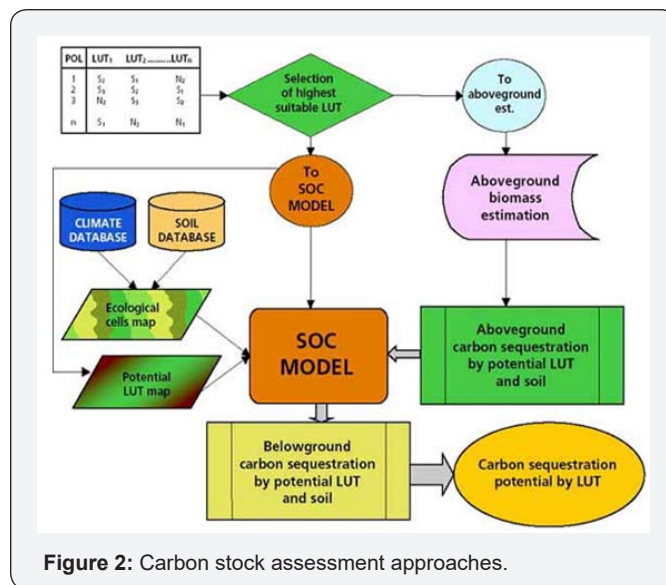 POL LUT₁ LUT₂ ......... LUTₙ
1 S₂ S₁ N₂
2 S₃ S₂ S₁
3 N₂ S₃ S₂
n S₁ N₂ N₁
Selection
of highest
suitable LUT
To
aboveground
est.
To
SOC
MODEL
Aboveground
biomass
estimation
CLIMATE
DATABASE
SOIL
DATABASE
Ecological
cells map
Potential
LUT map
SOC
MODEL
Aboveground
carbon sequestration
by potential LUT
and soil
Belowground
carbon sequestration
by potential LUT
and soil
Carbon sequestration
potential by LUT
Figure 2: Carbon stock assessment approaches.